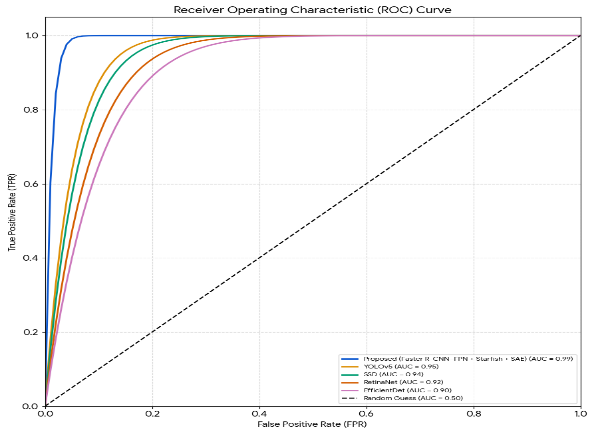 Receiver Operating Characteristic (ROC) Curve
True Positive Rate (TPR)
1.0
0.8
0.6
0.4
0.2
0.0
0.0 0.2 0.4 0.6 0.8 1.0
False Positive Rate (FPR)
Proposed (Faster R-CNN-FPN + Starfish + SAE) (AUC = 0.99)
YOLOv5 (AUC = 0.95)
SSD (AUC = 0.94)
RetinaNet (AUC = 0.92)
EfficientDet (AUC = 0.90)
Random Guess (AUC = 0.50)